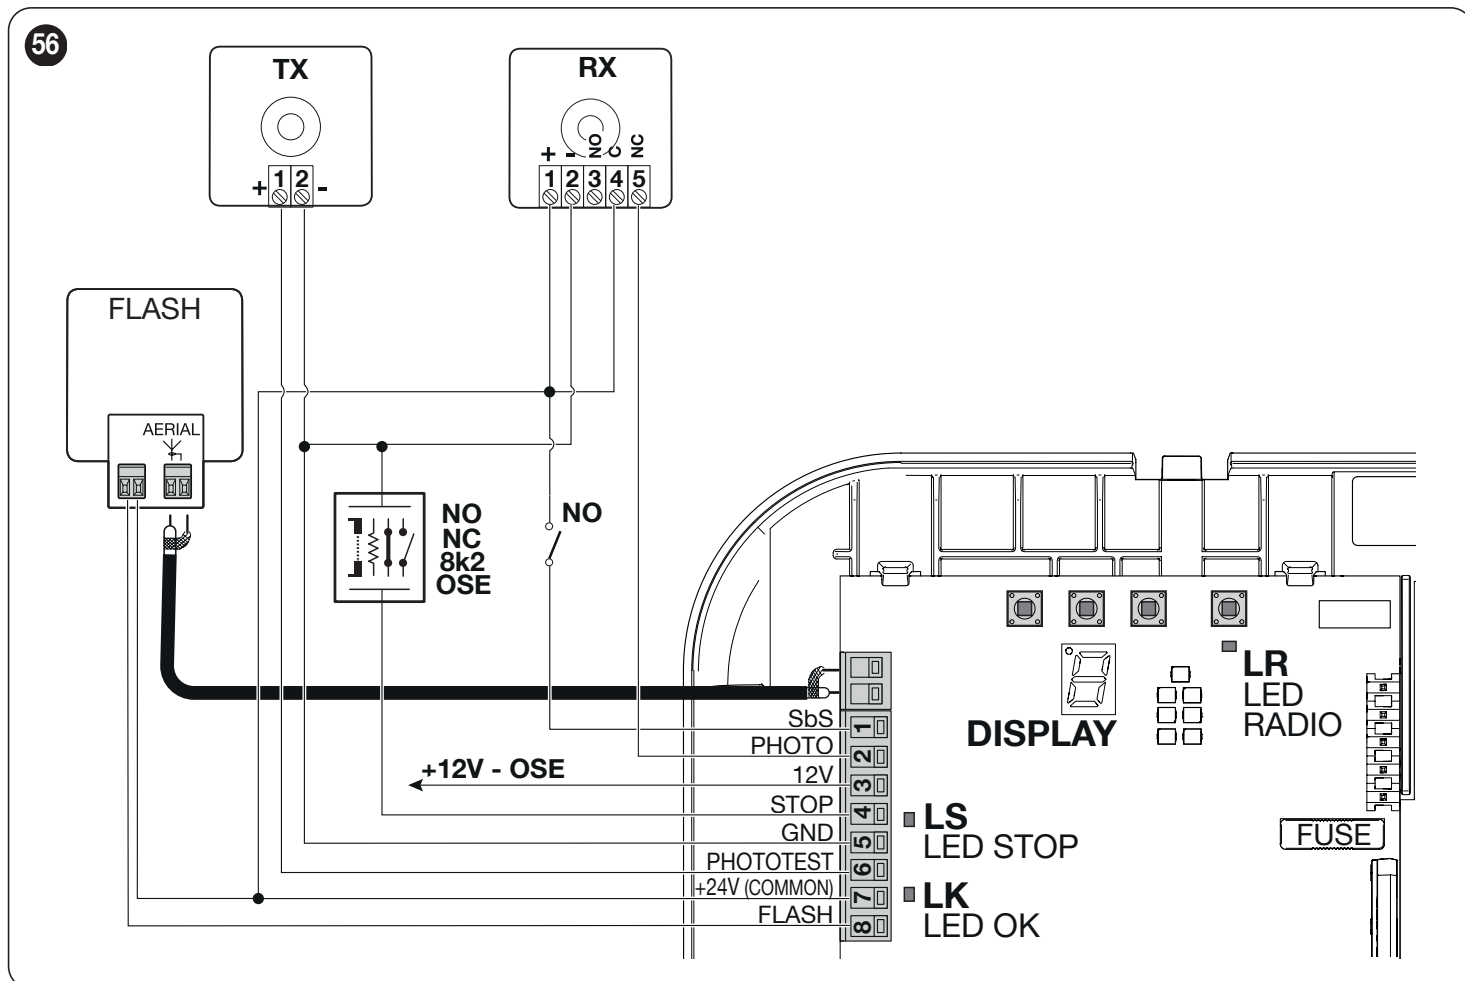 56
TX
+ 1 2 -
RX
+ - NO C NC
1 2 3 4 5
FLASH
AERIAL
NO
NC
8k2
OSE
NO
+12V - OSE
SbS 1
PHOTO 2
12V 3
STOP 4
GND 5
PHOTOTEST 6
+24V (COMMON) 7
FLASH 8
DISPLAY
LR
LED
RADIO
LS
LED STOP
LK
LED OK
FUSE